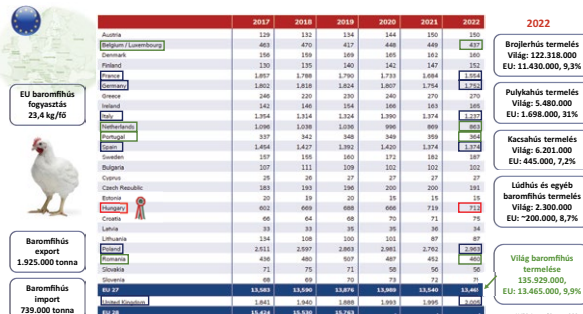 2017 2018 2019 2020 2021 2022
Austria 129 132 134 144 150 150
Belgium / Luxembourg 463 470 417 448 449 437
Denmark 156 159 169 165 162 160
Finland 130 135 140 142 147 152
France 1,857 1,788 1,790 1,733 1,684 1,554
Germany 1,802 1,818 1,824 1,807 1,754 1,752
Greece 246 220 230 240 270 270
Ireland 142 146 154 166 163 165
Italy 1,354 1,314 1,324 1,390 1,374 1,237
Netherlands 1,096 1,038 1,036 996 869 863
Portugal 337 342 348 349 359 364
Spain 1,454 1,427 1,392 1,420 1,374 1,374
Sweden 157 155 160 172 182 187
Bulgaria 107 111 109 102 102 102
Cyprus 25 26 27 27 27 27
Czech Republic 183 193 196 200 200 191
Estonia 20 19 20 15 15 15
Hungary 602 669 688 666 719 712
Croatia 68 64 68 70 71 75
Latvia 33 33 35 35 36 34
Lithuania 134 108 100 101 87 87
Poland 2,511 2,597 2,863 2,981 2,762 2,963
Romania 436 480 507 487 452 460
Slovakia 71 75 71 58 56 56
Slovenia 68 69 70 73 72
EU 27 13,583 13,590 13,876 13,989 13,540 13,465
United Kingdom 1,841 1,940 1,888 1,993 1,995 2,005
EU 28 15,424 15,530 15,763
EU baromfihús
fogyasztás
23,4 kg/fő
Baromfihús
export
1.925.000 tonna
Baromfihús
import
739.000 tonna
2022
Brojlerhús termelés
Világ: 122.318.000
EU: 11.430.000, 9,3%
Pulykahús termelés
Világ: 5.480.000
EU: 1.698.000, 31%
Kacsahús termelés
Világ: 6.201.000
EU: 445.000, 7,2%
Lúdhús és egyéb
baromfihús termelés
Világ: 2.300.000
EU: ~200.000, 8,7%
Világ baromfihús
termelése
135.929.000,
EU: 13.465.000, 9,9%